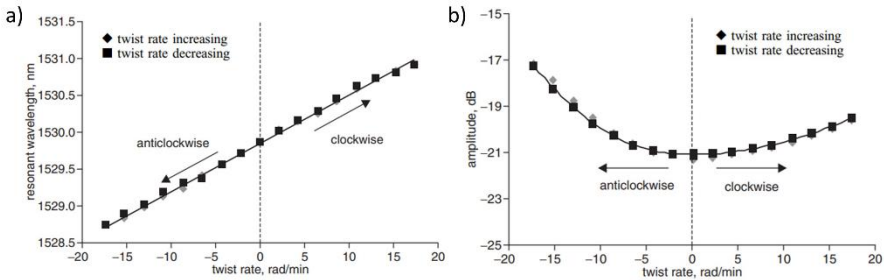 a)
1531.5
1531.0
1530.5
1530.0
1529.5
1529.0
1528.5
resonant wavelength, nm
twist rate increasing
twist rate decreasing
anticlockwise
clockwise
−20 −15 −10 −5 0 5 10 15 20
twist rate, rad/min
b)
−15
−17
−19
−21
−23
−25
amplitude, dB
twist rate increasing
twist rate decreasing
anticlockwise
clockwise
−20 −15 −10 −5 0 5 10 15 20
twist rate, rad/min